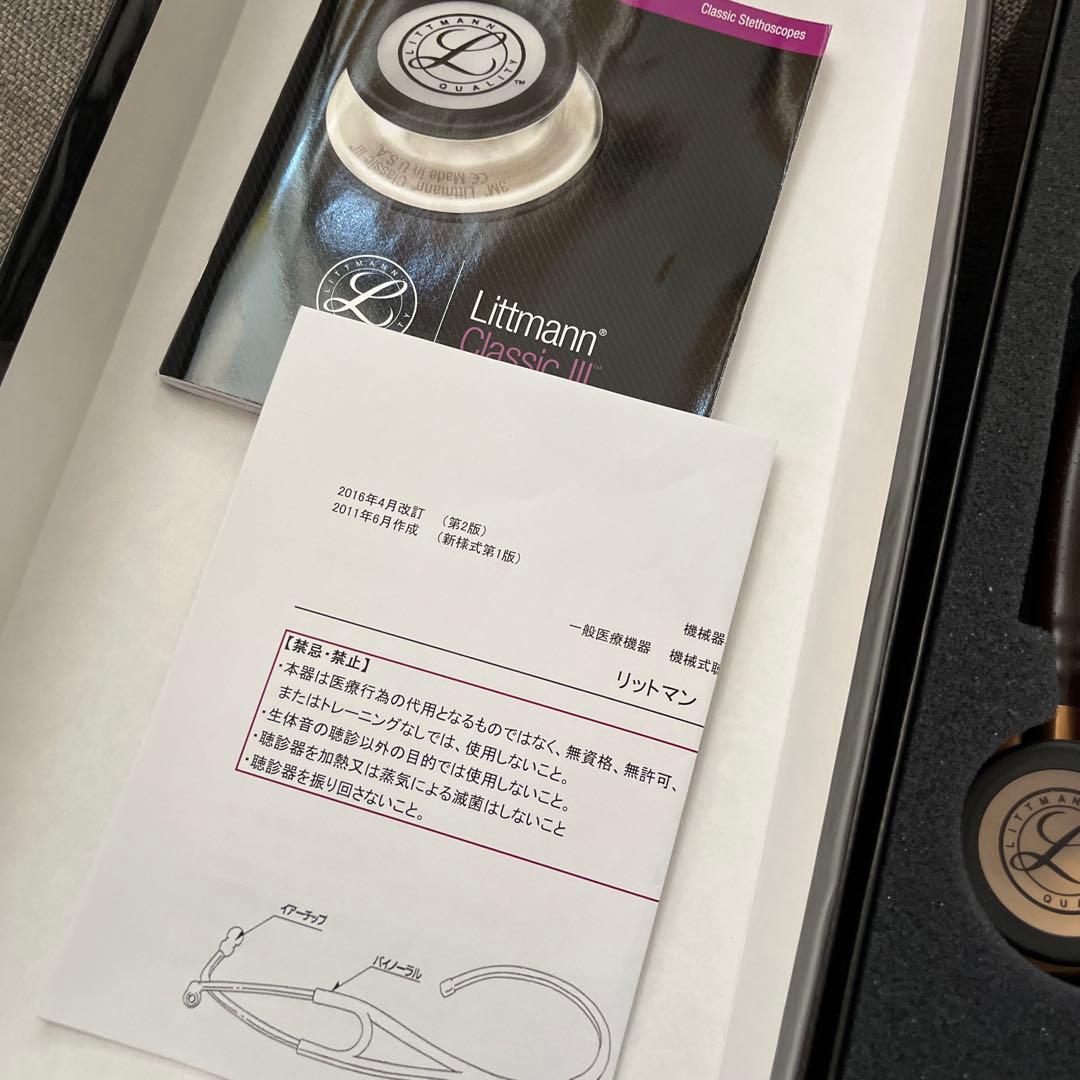 Classic Stethoscopes
LITTMANN
L
QUALITY
™
3M™ Littmann® Classic III™
CE Made in U.S.A.
LITTMANN
L
Littmann®
Classic III™
2016年4月改訂 （第2版）
2011年6月作成 （新様式第1版）
機械器
一般医療機器 機械式聴
リットマン
【禁忌・禁止】
・本器は医療行為の代用となるものではなく、無資格、無許可、
またはトレーニングなしでは、使用しないこと。
・生体音の聴診以外の目的では使用しないこと。
・聴診器を加熱又は蒸気による滅菌はしないこと
・聴診器を振り回さないこと。
イアーチップ
バイノーラル
LITTMAN
L
QUA